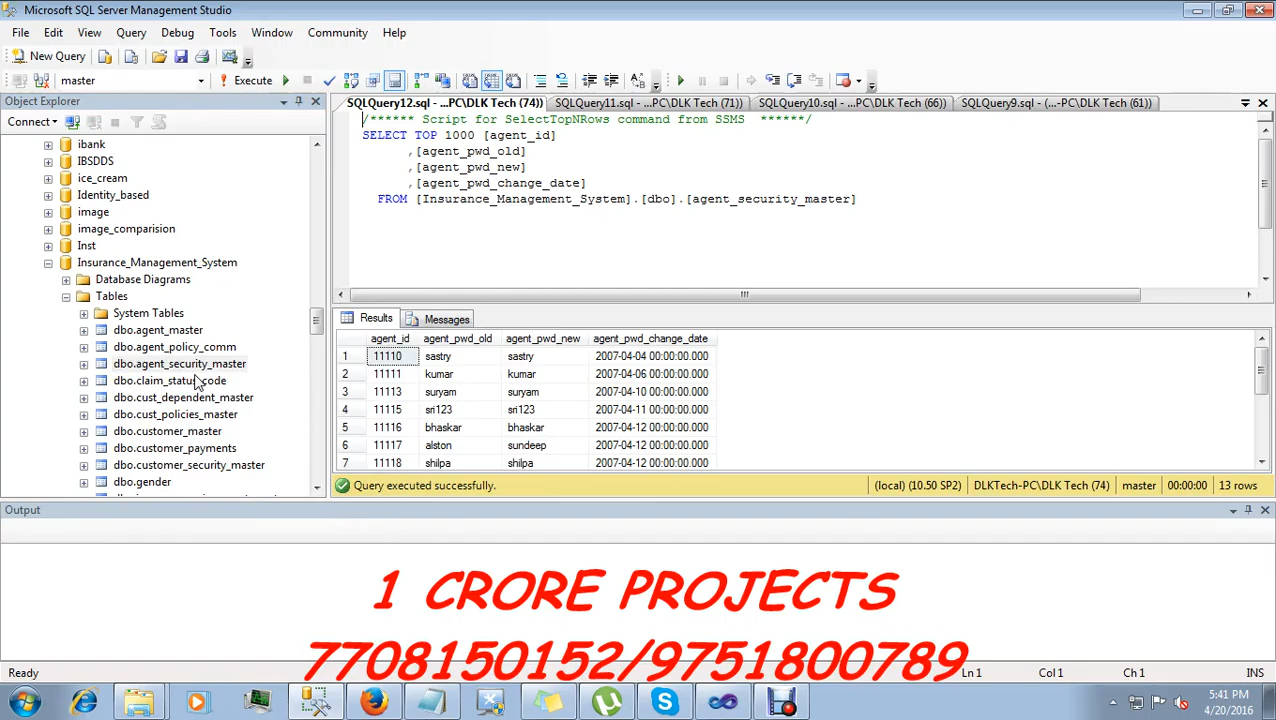 Microsoft SQL Server Management Studio
File Edit View Query Debug Tools Window Community Help
New Query
master Execute
Object Explorer
SQLQuery12.sql - ...PC\DLK Tech (74)) SQLQuery11.sql - ...PC\DLK Tech (71)) SQLQuery10.sql - ...PC\DLK Tech (66)) SQLQuery9.sql - (...-PC\DLK Tech (61))
Connect
ibank
IBSDDS
ice_cream
Identity_based
image
image_comparision
Inst
Insurance_Management_System
Database Diagrams
Tables
System Tables
dbo.agent_master
dbo.agent_policy_comm
dbo.agent_security_master
dbo.claim_status_code
dbo.cust_dependent_master
dbo.cust_policies_master
dbo.customer_master
dbo.customer_payments
dbo.customer_security_master
dbo.gender
/****** Script for SelectTopNRows command from SSMS ******/
SELECT TOP 1000 [agent_id]
,[agent_pwd_old]
,[agent_pwd_new]
,[agent_pwd_change_date]
FROM [Insurance_Management_System].[dbo].[agent_security_master]
Results Messages
agent_id agent_pwd_old agent_pwd_new agent_pwd_change_date
1 11110 sastry sastry 2007-04-04 00:00:00.000
2 11111 kumar kumar 2007-04-06 00:00:00.000
3 11113 suryam suryam 2007-04-10 00:00:00.000
4 11115 sri123 sri123 2007-04-11 00:00:00.000
5 11116 bhaskar bhaskar 2007-04-12 00:00:00.000
6 11117 alston sundeep 2007-04-12 00:00:00.000
7 11118 shilpa shilpa 2007-04-12 00:00:00.000
Query executed successfully. (local) (10.50 SP2) DLKTech-PC\DLK Tech (74) master 00:00:00 13 rows
Output
1 CRORE PROJECTS
7708150152/9751800789
Ready Ln 1 Col 1 Ch 1 INS
5:41 PM
4/20/2016